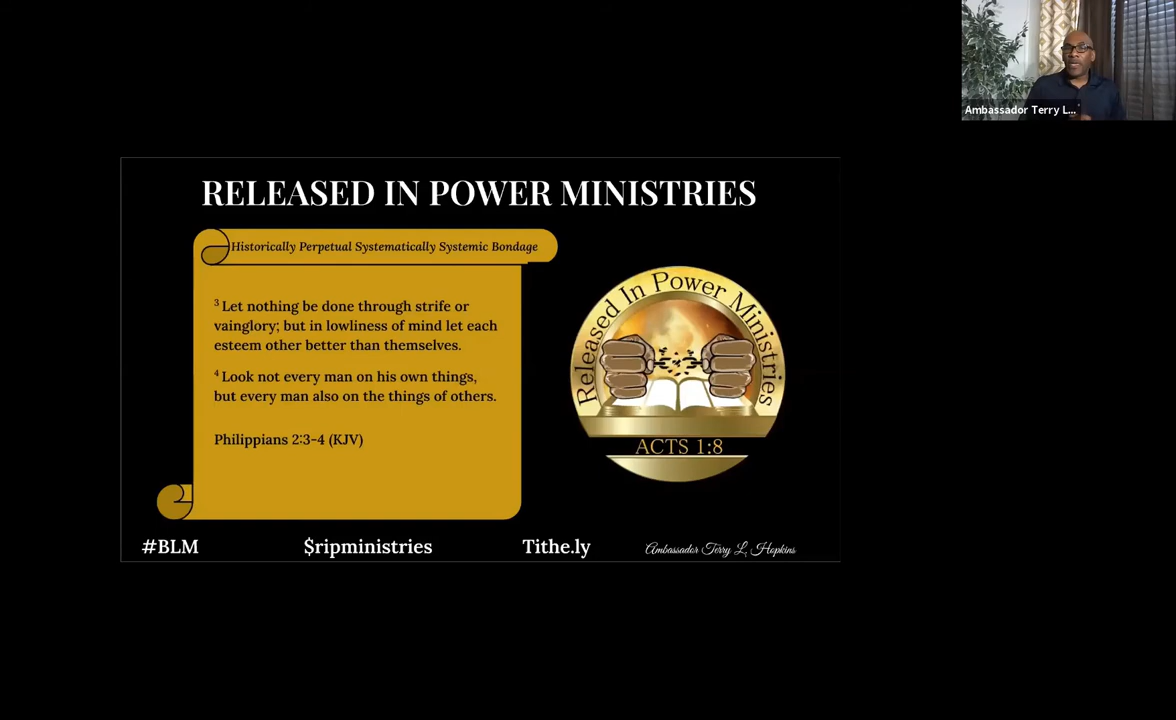 Ambassador Terry L...
RELEASED IN POWER MINISTRIES
Historically Perpetual Systematically Systemic Bondage
3 Let nothing be done through strife or
vainglory; but in lowliness of mind let each
esteem other better than themselves.
4 Look not every man on his own things,
but every man also on the things of others.
Philippians 2:3-4 (KJV)
Released In Power Ministries
ACTS 1:8
#BLM
$ripministries
Tithe.ly
Ambassador Terry L, Hopkins